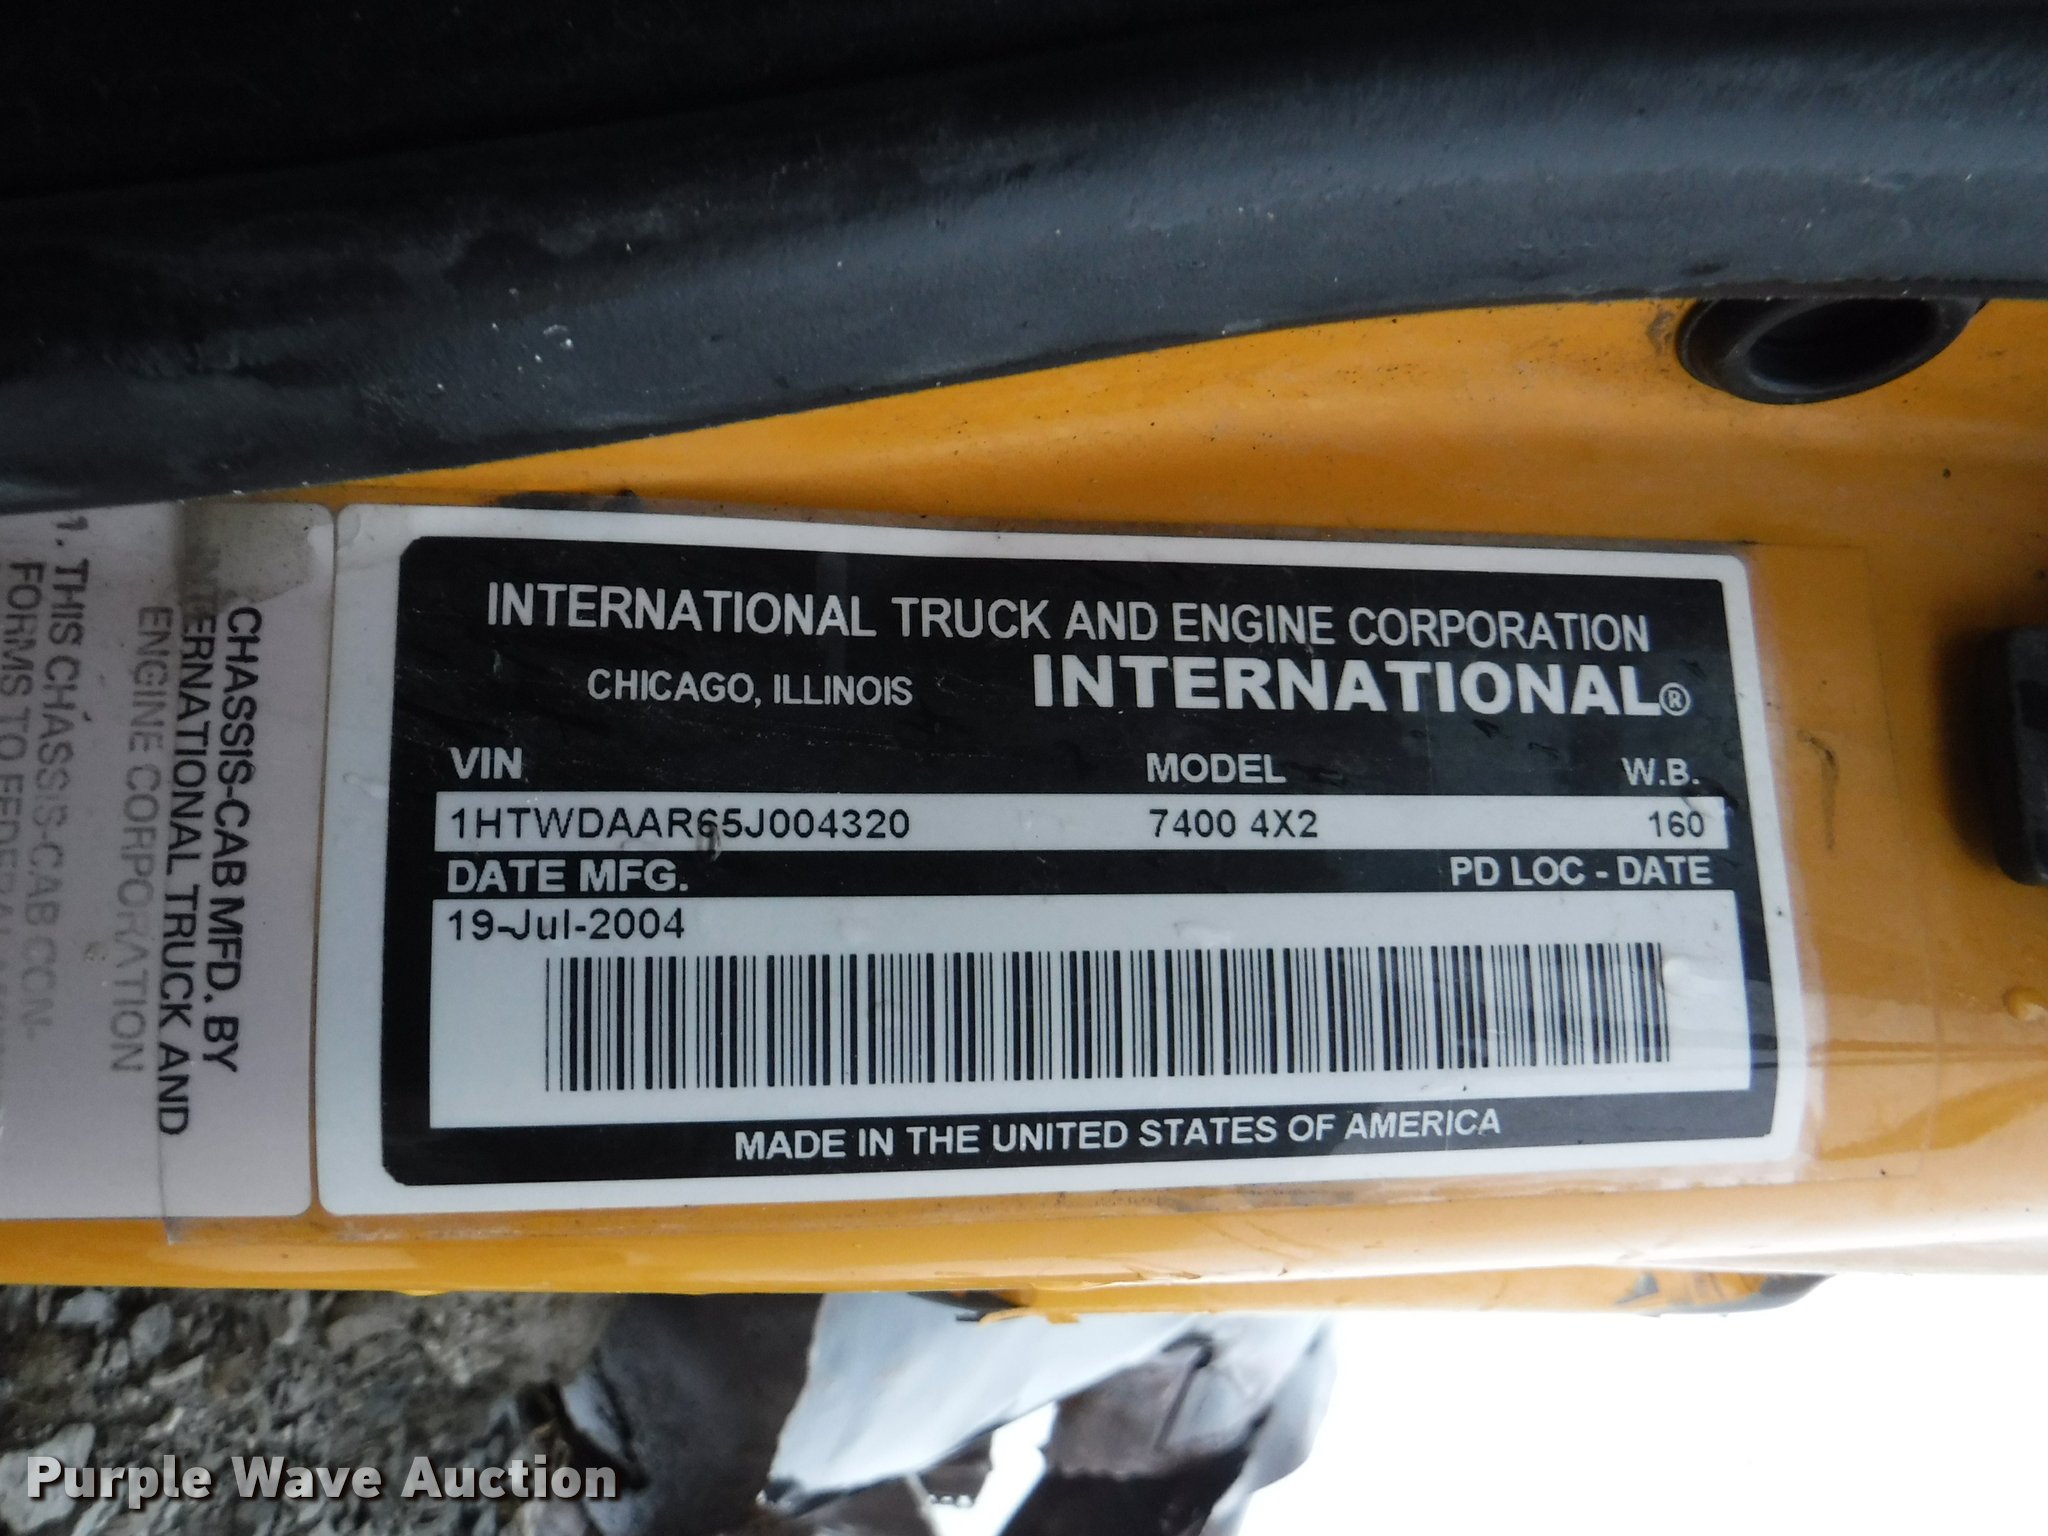 INTERNATIONAL TRUCK AND ENGINE CORPORATION
CHICAGO, ILLINOIS INTERNATIONAL®
VIN MODEL W.B.
1HTWDAAR65J004320 7400 4X2 160
DATE MFG. PD LOC - DATE
19-Jul-2004
MADE IN THE UNITED STATES OF AMERICA
CHASSIS-CAB MFD. BY
INTERNATIONAL TRUCK AND
ENGINE CORPORATION
1. THIS CHASSIS-CAB CON-
FORMS TO FEDERAL
Purple Wave Auction